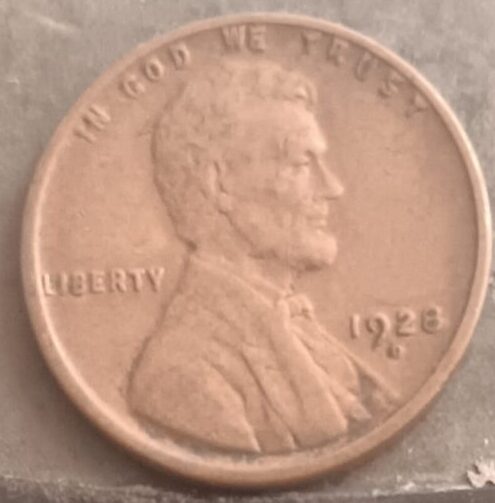 IN GOD WE TRUST
LIBERTY
1928
D